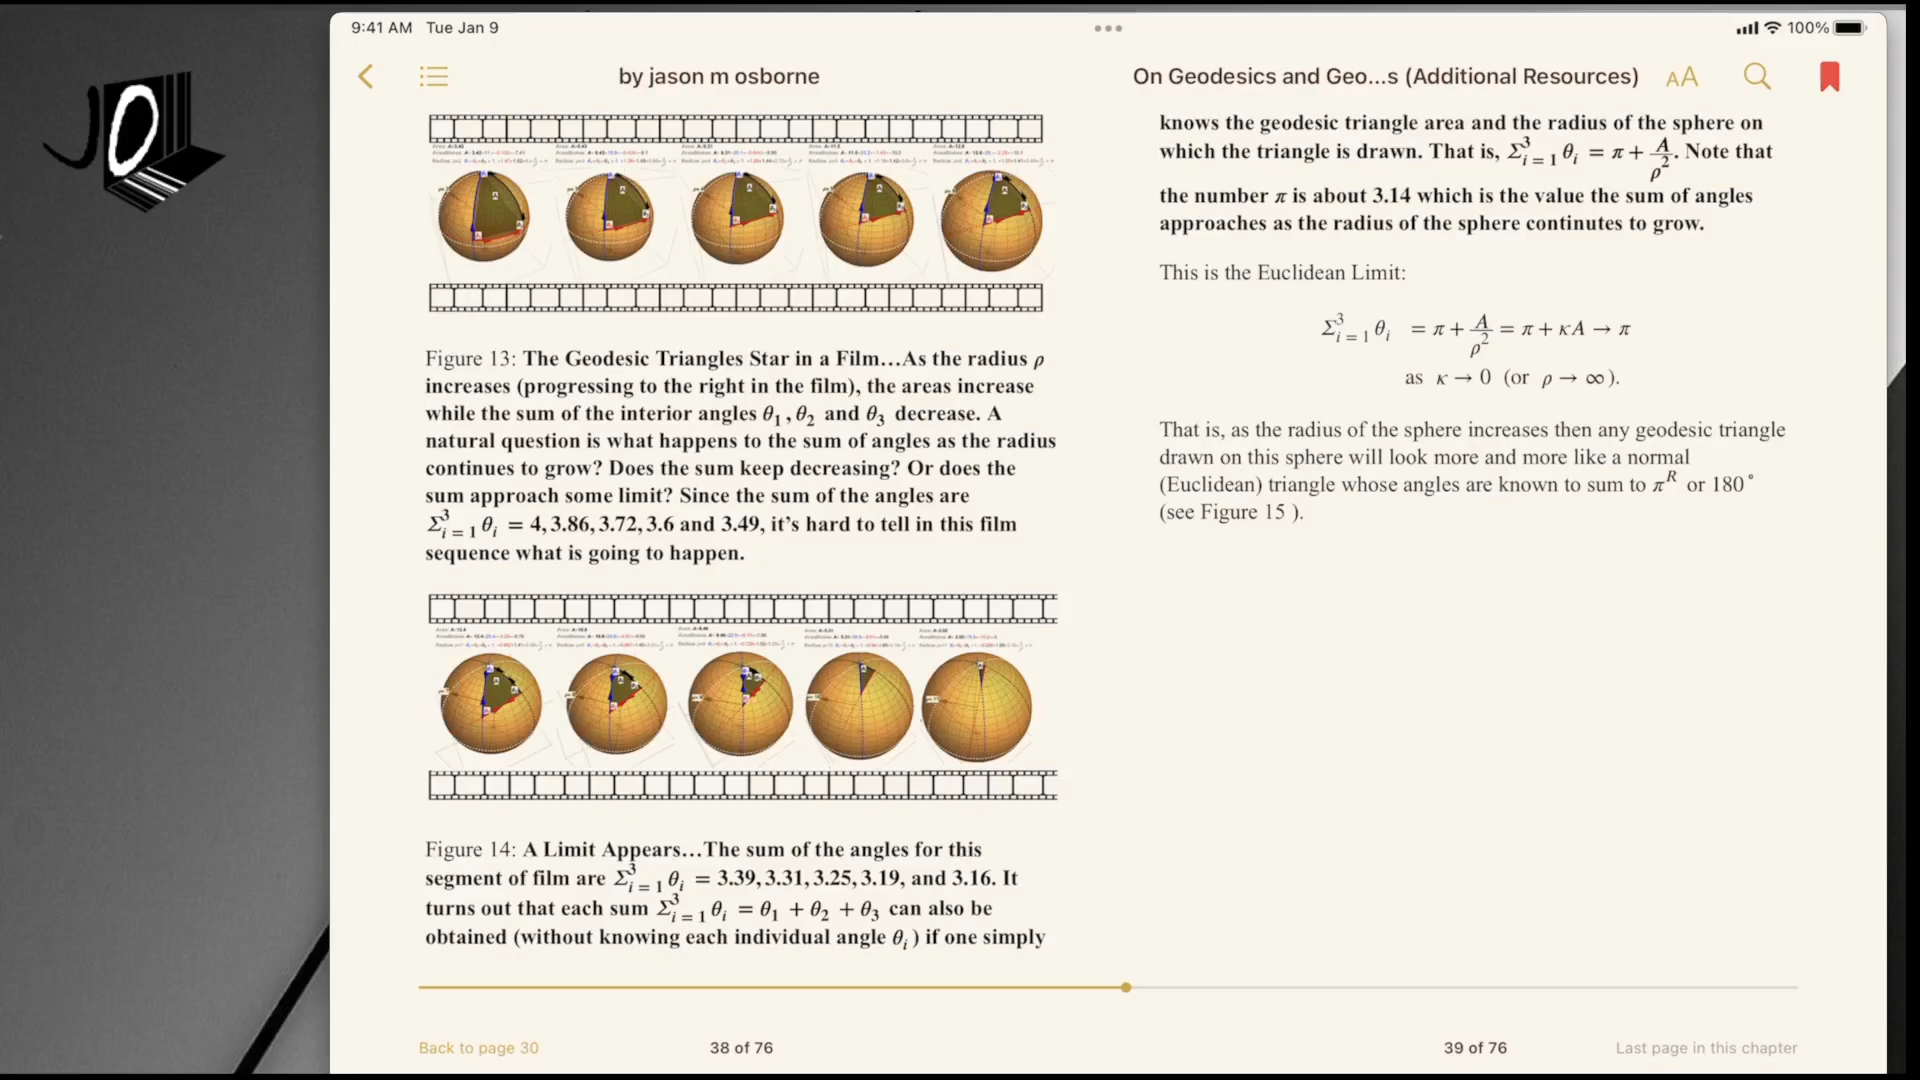 9:41 AM Tue Jan 9
100%
by jason m osborne
On Geodesics and Geo...s (Additional Resources)
AA
JOL
Figure 13: The Geodesic Triangles Star in a Film…As the radius ρ
increases (progressing to the right in the film), the areas increase
while the sum of the interior angles θ₁, θ₂ and θ₃ decrease. A
natural question is what happens to the sum of angles as the radius
continues to grow? Does the sum keep decreasing? Or does the
sum approach some limit? Since the sum of the angles are
Σ³ᵢ₌₁ θᵢ = 4, 3.86, 3.72, 3.6 and 3.49, it's hard to tell in this film
sequence what is going to happen.
Figure 14: A Limit Appears…The sum of the angles for this
segment of film are Σ³ᵢ₌₁ θᵢ = 3.39, 3.31, 3.25, 3.19, and 3.16. It
turns out that each sum Σ³ᵢ₌₁ θᵢ = θ₁ + θ₂ + θ₃ can also be
obtained (without knowing each individual angle θᵢ) if one simply
knows the geodesic triangle area and the radius of the sphere on
which the triangle is drawn. That is, Σ³ᵢ₌₁ θᵢ = π + A/ρ². Note that
the number π is about 3.14 which is the value the sum of angles
approaches as the radius of the sphere continues to grow.
This is the Euclidean Limit:
Σ³ᵢ₌₁ θᵢ = π + A/ρ² = π + κA → π
as κ → 0 (or ρ → ∞).
That is, as the radius of the sphere increases then any geodesic triangle
drawn on this sphere will look more and more like a normal
(Euclidean) triangle whose angles are known to sum to πᴿ or 180°
(see Figure 15 ).
Back to page 30
38 of 76
39 of 76
Last page in this chapter